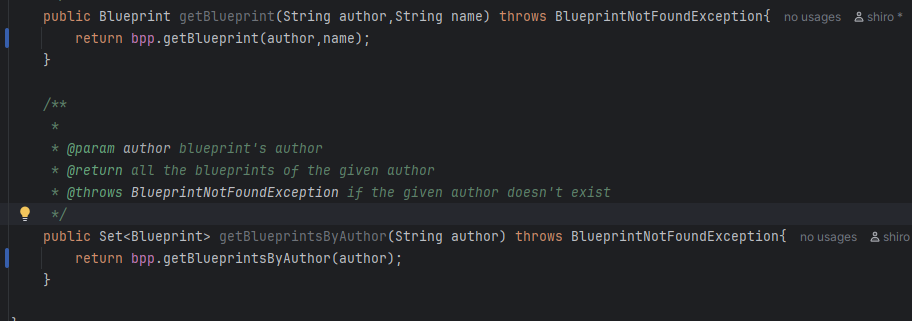 public Blueprint getBlueprint(String author,String name) throws BlueprintNotFoundException{ no usages shiro *
return bpp.getBlueprint(author,name);
}
/**
*
* @param author blueprint's author
* @return all the blueprints of the given author
* @throws BlueprintNotFoundException if the given author doesn't exist
*/
public Set<Blueprint> getBlueprintsByAuthor(String author) throws BlueprintNotFoundException{ no usages shiro
return bpp.getBlueprintsByAuthor(author);
}